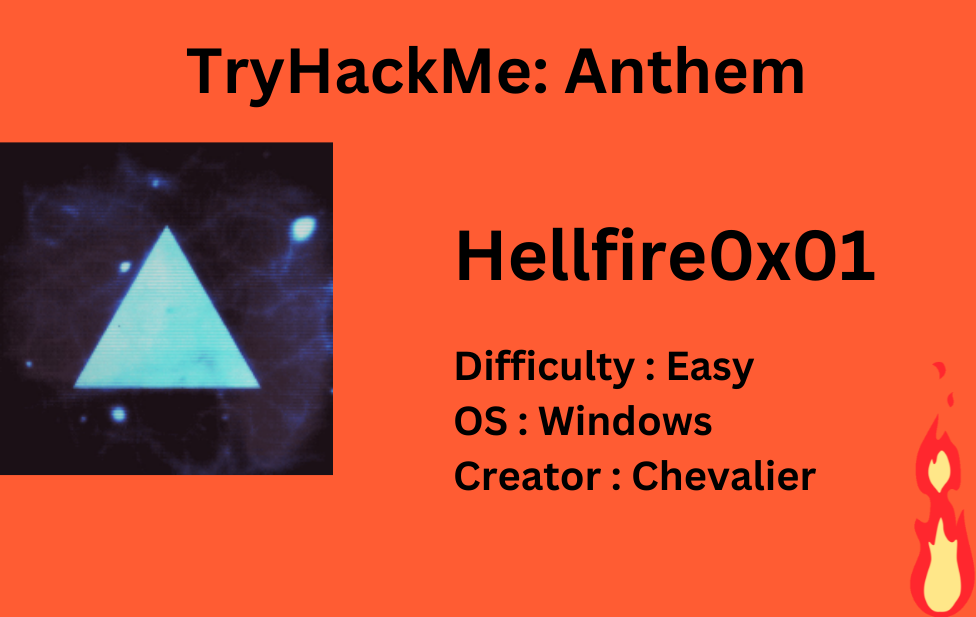 TryHackMe: Anthem
Hellfire0x01
Difficulty : Easy
OS : Windows
Creator : Chevalier